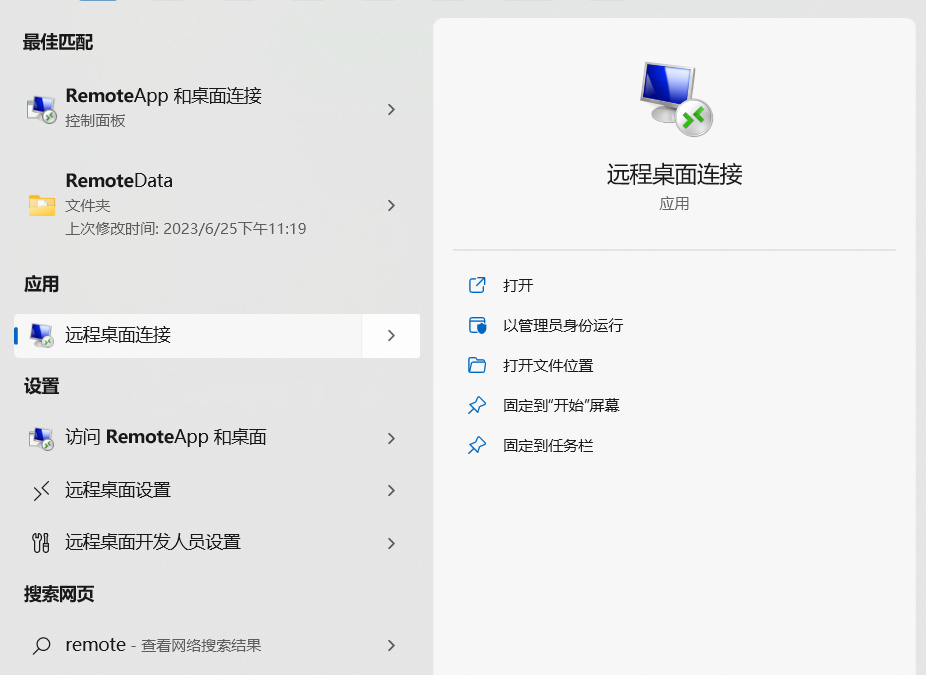 最佳匹配
RemoteApp 和桌面连接
控制面板
RemoteData
文件夹
上次修改时间: 2023/6/25下午11:19
应用
远程桌面连接
设置
访问 RemoteApp 和桌面
远程桌面设置
远程桌面开发人员设置
搜索网页
remote - 查看网络搜索结果
远程桌面连接
应用
打开
以管理员身份运行
打开文件位置
固定到“开始”屏幕
固定到任务栏